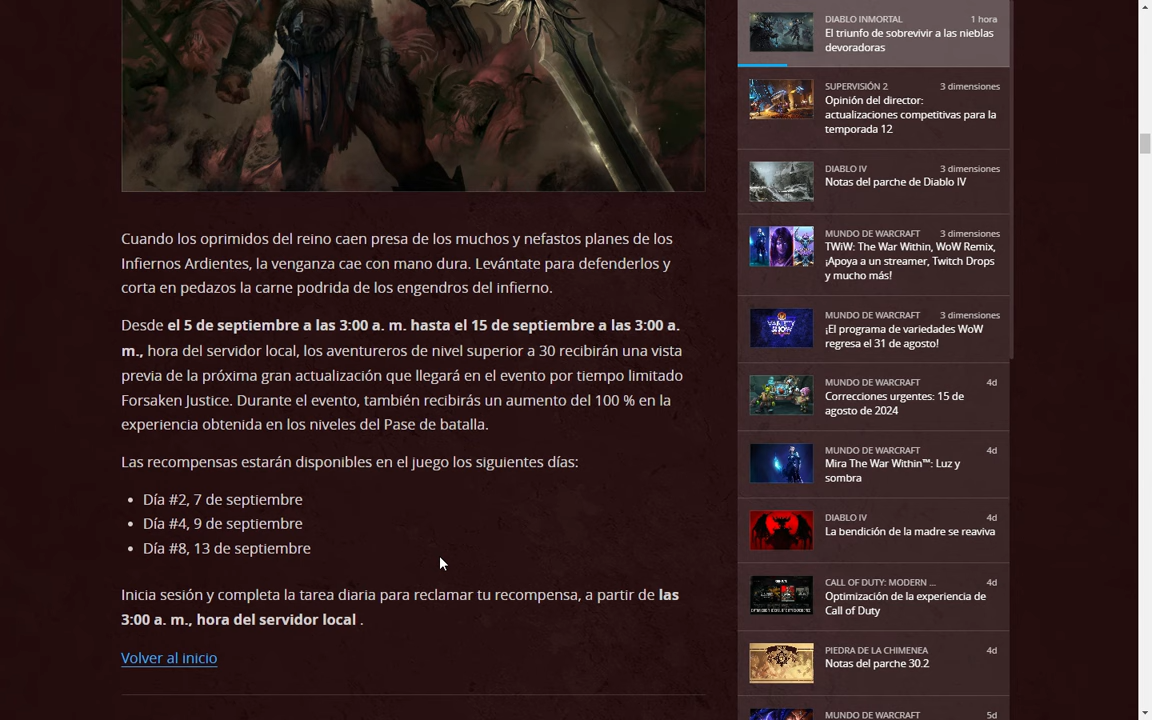 Cuando los oprimidos del reino caen presa de los muchos y nefastos planes de los
Infiernos Ardientes, la venganza cae con mano dura. Levántate para defenderlos y
corta en pedazos la carne podrida de los engendros del infierno.
Desde el 5 de septiembre a las 3:00 a. m. hasta el 15 de septiembre a las 3:00 a.
m., hora del servidor local, los aventureros de nivel superior a 30 recibirán una vista
previa de la próxima gran actualización que llegará en el evento por tiempo limitado
Forsaken Justice. Durante el evento, también recibirás un aumento del 100 % en la
experiencia obtenida en los niveles del Pase de batalla.
Las recompensas estarán disponibles en el juego los siguientes días:
• Día #2, 7 de septiembre
• Día #4, 9 de septiembre
• Día #8, 13 de septiembre
Inicia sesión y completa la tarea diaria para reclamar tu recompensa, a partir de las
3:00 a. m., hora del servidor local .
Volver al inicio
DIABLO INMORTAL 1 hora
El triunfo de sobrevivir a las nieblas
devoradoras
SUPERVISIÓN 2 3 dimensiones
Opinión del director:
actualizaciones competitivas para la
temporada 12
DIABLO IV 3 dimensiones
Notas del parche de Diablo IV
MUNDO DE WARCRAFT 3 dimensiones
TWiW: The War Within, WoW Remix,
¡Apoya a un streamer, Twitch Drops
y mucho más!
MUNDO DE WARCRAFT 3 dimensiones
¡El programa de variedades WoW
regresa el 31 de agosto!
MUNDO DE WARCRAFT 4d
Correcciones urgentes: 15 de
agosto de 2024
MUNDO DE WARCRAFT 4d
Mira The War Within™: Luz y
sombra
DIABLO IV 4d
La bendición de la madre se reaviva
CALL OF DUTY: MODERN ... 4d
Optimización de la experiencia de
Call of Duty
PIEDRA DE LA CHIMENEA 4d
Notas del parche 30.2
MUNDO DE WARCRAFT 5d